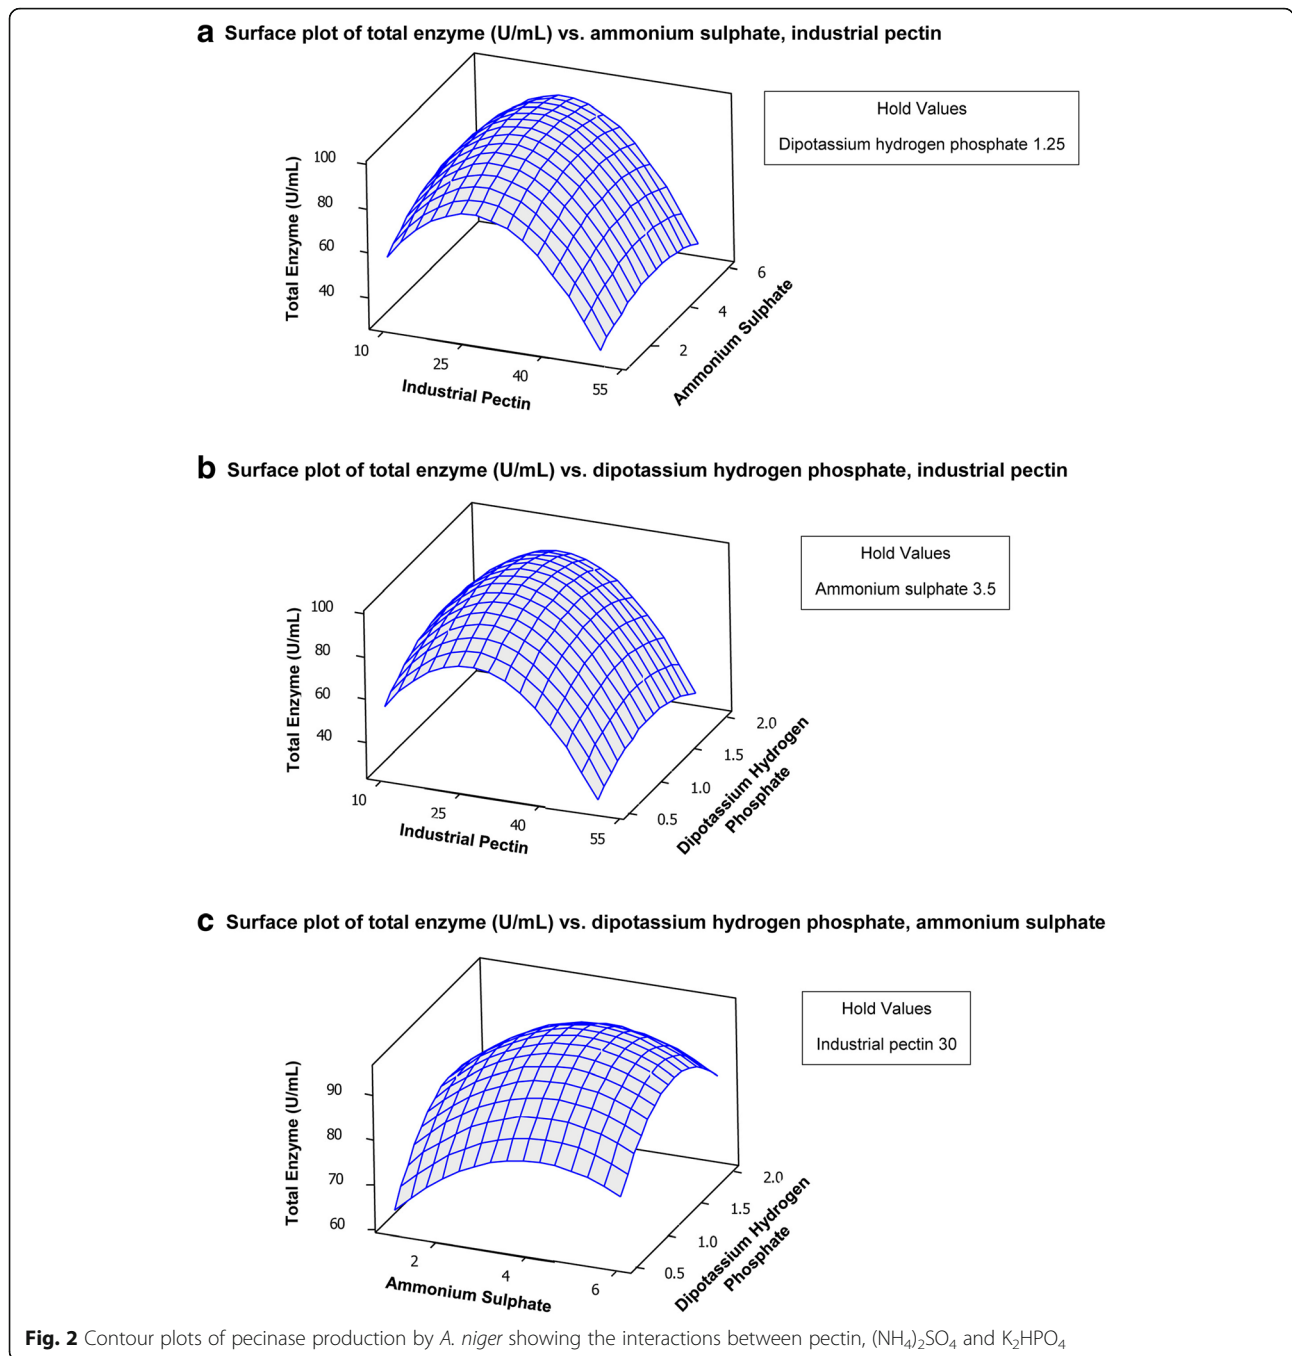 a Surface plot of total enzyme (U/mL) vs. ammonium sulphate, industrial pectin
Hold Values
Dipotassium hydrogen phosphate 1.25
Total Enzyme (U/mL)
100
80
60
40
10
25
40
55
Industrial Pectin
2
4
6
Ammonium Sulphate
b Surface plot of total enzyme (U/mL) vs. dipotassium hydrogen phosphate, industrial pectin
Hold Values
Ammonium sulphate 3.5
Total Enzyme (U/mL)
100
80
60
40
10
25
40
55
Industrial Pectin
0.5
1.0
1.5
2.0
Dipotassium Hydrogen
Phosphate
c Surface plot of total enzyme (U/mL) vs. dipotassium hydrogen phosphate, ammonium sulphate
Hold Values
Industrial pectin 30
Total Enzyme (U/mL)
90
80
70
60
2
4
6
Ammonium Sulphate
0.5
1.0
1.5
2.0
Dipotassium Hydrogen
Phosphate
Fig. 2 Contour plots of pecinase production by A. niger showing the interactions between pectin, (NH₄)₂SO₄ and K₂HPO₄